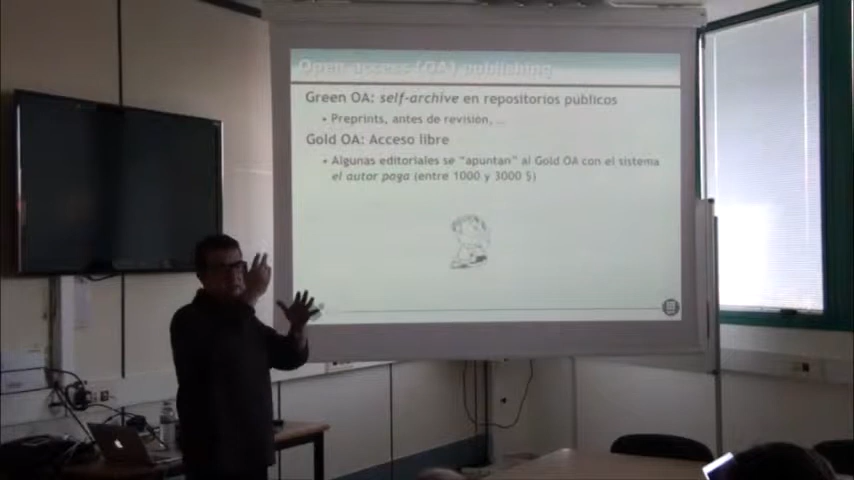 Open-access (OA) publishing
Green OA: self-archive en repositorios públicos
• Preprints, antes de revisión, ...
Gold OA: Acceso libre
• Algunas editoriales se "apuntan" al Gold OA con el sistema
el autor paga (entre 1000 y 3000 $)